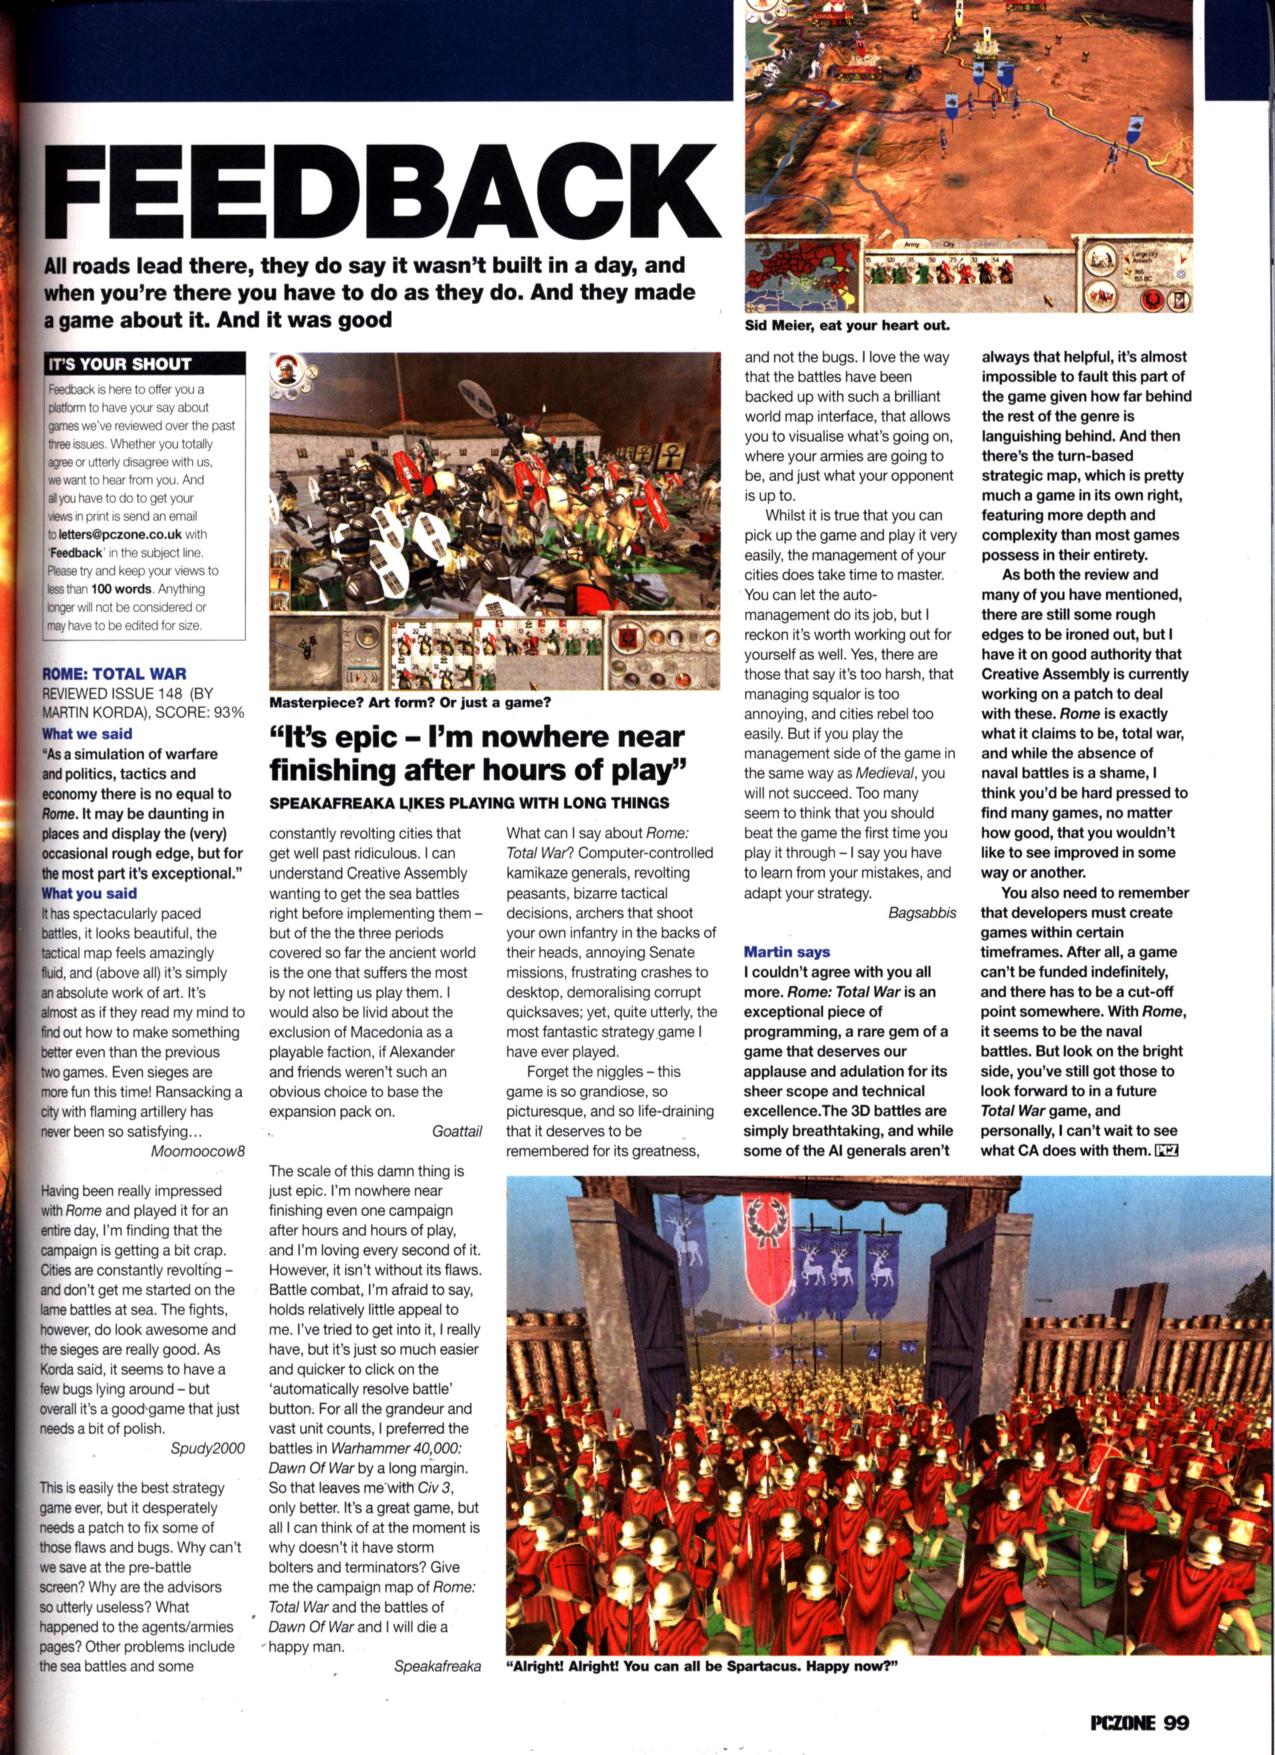 FEEDBACK
All roads lead there, they do say it wasn't built in a day, and
when you're there you have to do as they do. And they made
a game about it. And it was good
Army
City
Large city
Antioch
155 BC
Sid Meier, eat your heart out.
IT'S YOUR SHOUT
Feedback is here to offer you a
platform to have your say about
games we've reviewed over the past
three issues. Whether you totally
agree or utterly disagree with us,
we want to hear from you. And
all you have to do to get your
views in print is send an email
to letters@pczone.co.uk with
'Feedback' in the subject line.
Please try and keep your views to
less than 100 words. Anything
longer will not be considered or
may have to be edited for size.
ROME: TOTAL WAR
REVIEWED ISSUE 148 (BY
MARTIN KORDA), SCORE: 93%
What we said
"As a simulation of warfare
and politics, tactics and
economy there is no equal to
Rome. It may be daunting in
places and display the (very)
occasional rough edge, but for
the most part it's exceptional."
What you said
It has spectacularly paced
battles, it looks beautiful, the
tactical map feels amazingly
fluid, and (above all) it's simply
an absolute work of art. It's
almost as if they read my mind to
find out how to make something
better even than the previous
two games. Even sieges are
more fun this time! Ransacking a
city with flaming artillery has
never been so satisfying...
Moomoocow8
Having been really impressed
with Rome and played it for an
entire day, I'm finding that the
campaign is getting a bit crap.
Cities are constantly revolting –
and don't get me started on the
lame battles at sea. The fights,
however, do look awesome and
the sieges are really good. As
Korda said, it seems to have a
few bugs lying around – but
overall it's a good game that just
needs a bit of polish.
Spudy2000
This is easily the best strategy
game ever, but it desperately
needs a patch to fix some of
those flaws and bugs. Why can't
we save at the pre-battle
screen? Why are the advisors
so utterly useless? What
happened to the agents/armies
pages? Other problems include
the sea battles and some
Masterpiece? Art form? Or just a game?
"It's epic – I'm nowhere near
finishing after hours of play"
SPEAKAFREAKA LIKES PLAYING WITH LONG THINGS
constantly revolting cities that
get well past ridiculous. I can
understand Creative Assembly
wanting to get the sea battles
right before implementing them –
but of the the three periods
covered so far the ancient world
is the one that suffers the most
by not letting us play them. I
would also be livid about the
exclusion of Macedonia as a
playable faction, if Alexander
and friends weren't such an
obvious choice to base the
expansion pack on.
Goattail
The scale of this damn thing is
just epic. I'm nowhere near
finishing even one campaign
after hours and hours of play,
and I'm loving every second of it.
However, it isn't without its flaws.
Battle combat, I'm afraid to say,
holds relatively little appeal to
me. I've tried to get into it, I really
have, but it's just so much easier
and quicker to click on the
'automatically resolve battle'
button. For all the grandeur and
vast unit counts, I preferred the
battles in Warhammer 40,000:
Dawn Of War by a long margin.
So that leaves me with Civ 3,
only better. It's a great game, but
all I can think of at the moment is
why doesn't it have storm
bolters and terminators? Give
me the campaign map of Rome:
Total War and the battles of
Dawn Of War and I will die a
happy man.
Speakafreaka
What can I say about Rome:
Total War? Computer-controlled
kamikaze generals, revolting
peasants, bizarre tactical
decisions, archers that shoot
your own infantry in the backs of
their heads, annoying Senate
missions, frustrating crashes to
desktop, demoralising corrupt
quicksaves; yet, quite utterly, the
most fantastic strategy game I
have ever played.
Forget the niggles – this
game is so grandiose, so
picturesque, and so life-draining
that it deserves to be
remembered for its greatness,
and not the bugs. I love the way
that the battles have been
backed up with such a brilliant
world map interface, that allows
you to visualise what's going on,
where your armies are going to
be, and just what your opponent
is up to.
Whilst it is true that you can
pick up the game and play it very
easily, the management of your
cities does take time to master.
You can let the auto-
management do its job, but I
reckon it's worth working out for
yourself as well. Yes, there are
those that say it's too harsh, that
managing squalor is too
annoying, and cities rebel too
easily. But if you play the
management side of the game in
the same way as Medieval, you
will not succeed. Too many
seem to think that you should
beat the game the first time you
play it through – I say you have
to learn from your mistakes, and
adapt your strategy.
Bagsabbis
Martin says
I couldn't agree with you all
more. Rome: Total War is an
exceptional piece of
programming, a rare gem of a
game that deserves our
applause and adulation for its
sheer scope and technical
excellence.The 3D battles are
simply breathtaking, and while
some of the AI generals aren't
always that helpful, it's almost
impossible to fault this part of
the game given how far behind
the rest of the genre is
languishing behind. And then
there's the turn-based
strategic map, which is pretty
much a game in its own right,
featuring more depth and
complexity than most games
possess in their entirety.
As both the review and
many of you have mentioned,
there are still some rough
edges to be ironed out, but I
have it on good authority that
Creative Assembly is currently
working on a patch to deal
with these. Rome is exactly
what it claims to be, total war,
and while the absence of
naval battles is a shame, I
think you'd be hard pressed to
find many games, no matter
how good, that you wouldn't
like to see improved in some
way or another.
You also need to remember
that developers must create
games within certain
timeframes. After all, a game
can't be funded indefinitely,
and there has to be a cut-off
point somewhere. With Rome,
it seems to be the naval
battles. But look on the bright
side, you've still got those to
look forward to in a future
Total War game, and
personally, I can't wait to see
what CA does with them. PCZ
"Alright! Alright! You can all be Spartacus. Happy now?"
PCZONE 99